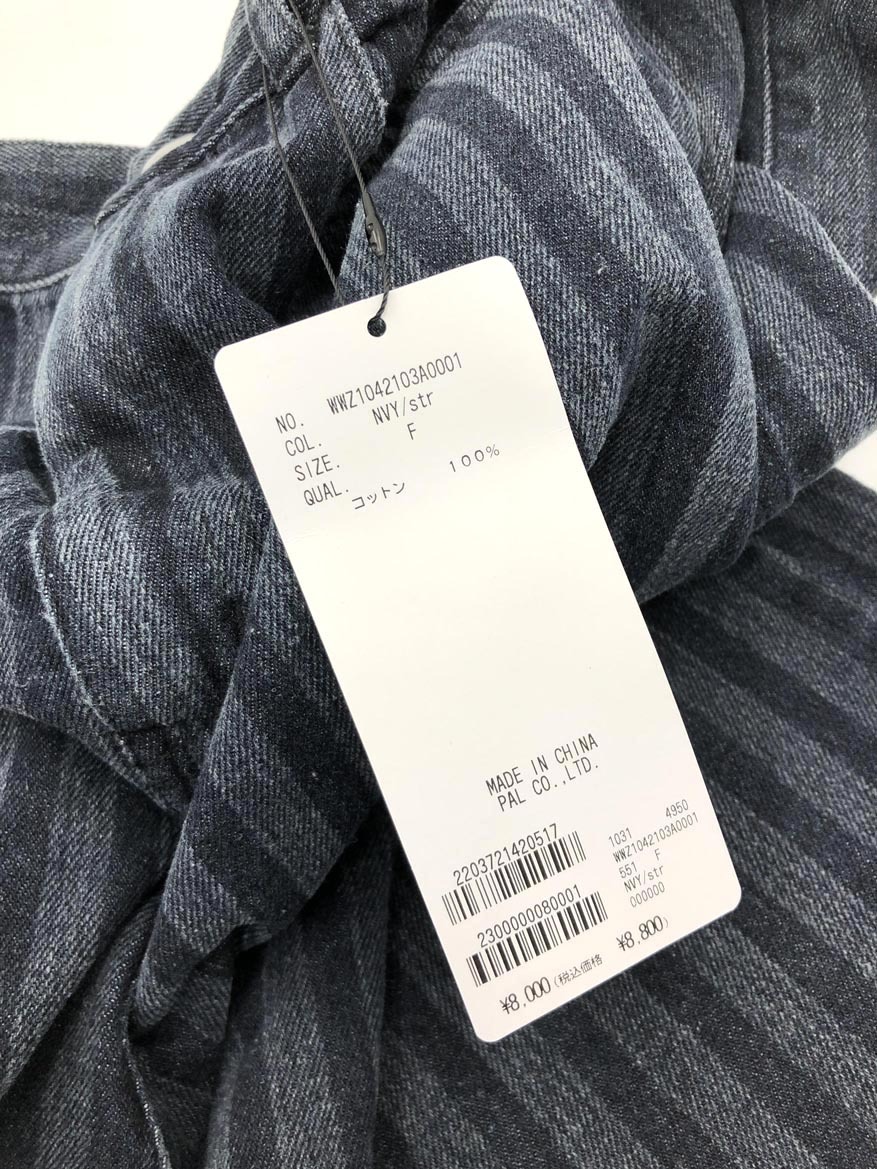 NO. WWZ1042103A0001
COL. NVY/str
SIZE. F
QUAL. コットン 100%
MADE IN CHINA
PAL CO.,LTD.
2203721420517
2300000080001
1031 4950
WWZ1042103A0001
551 F
NVY/str
000000
¥8,000(税込価格 ¥8,800)